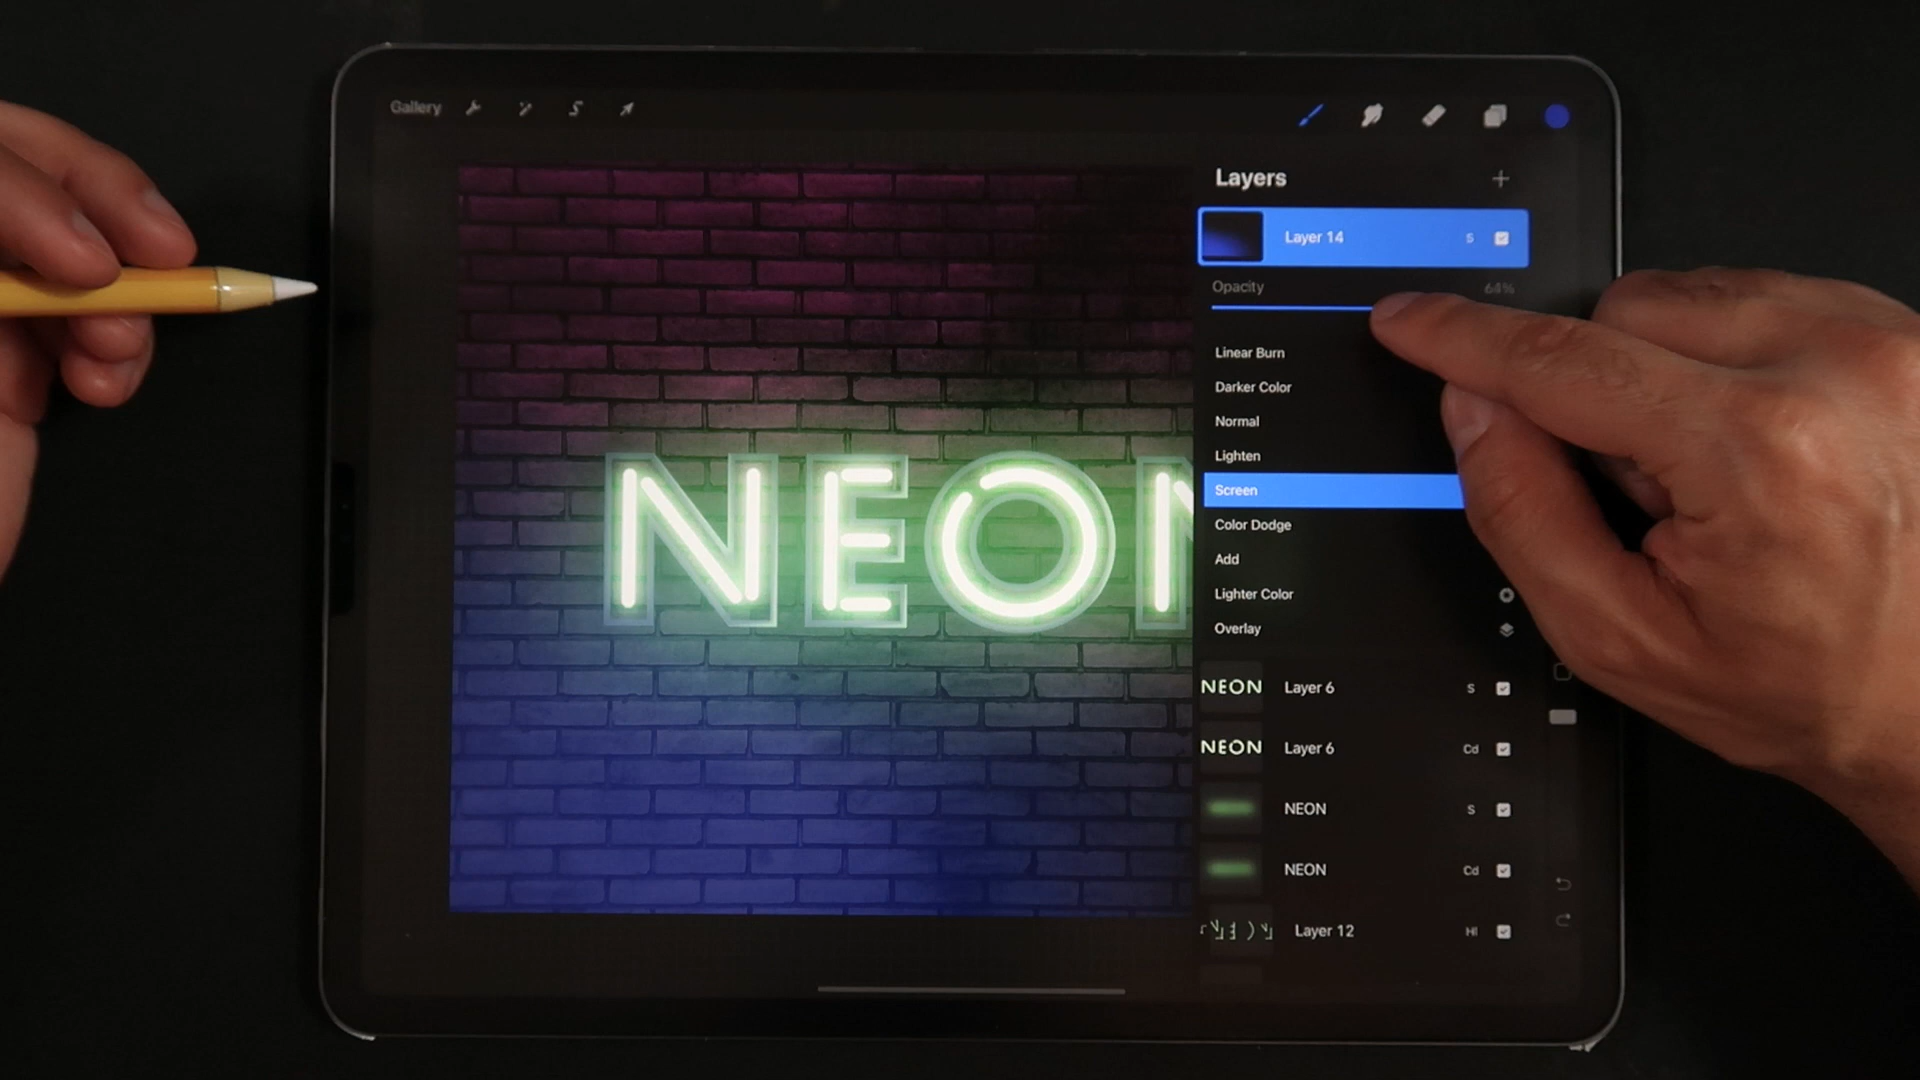 Gallery
Layers
Layer 14 S
Opacity
Linear Burn
Darker Color
Normal
Lighten
Screen
Color Dodge
Add
Lighter Color
Overlay
NEON
NEON Layer 6 S
NEON Layer 6 Cd
NEON S
NEON Cd
Layer 12 Hl